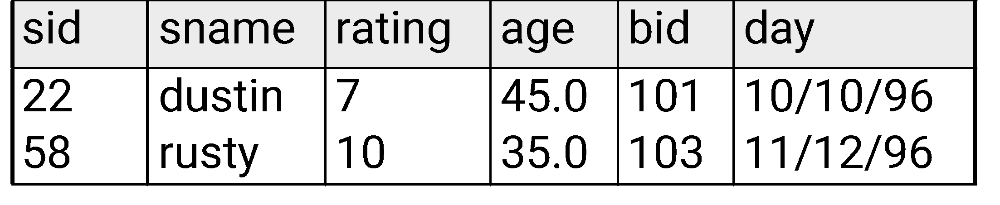 sid sname rating age bid day
22 dustin 7 45.0 101 10/10/96
58 rusty 10 35.0 103 11/12/96